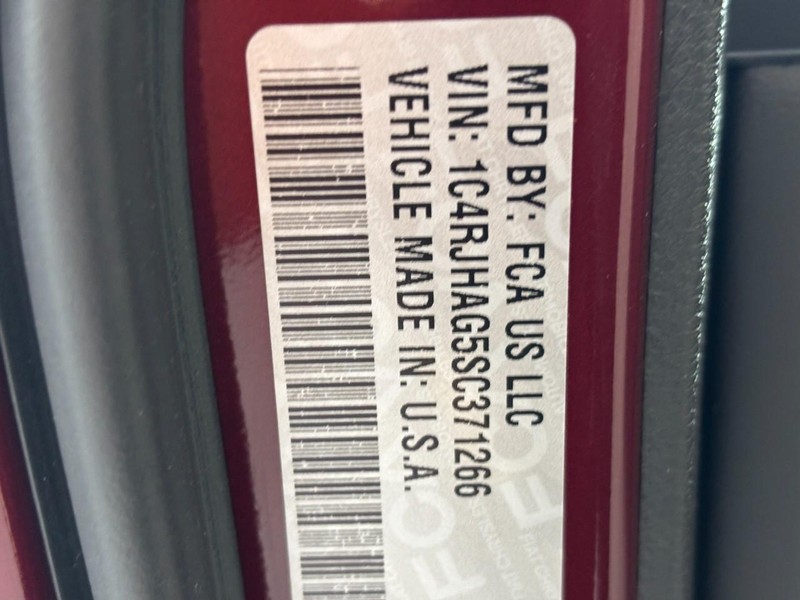 MFD BY: FCA US LLC
VIN: 1C4RJHAG5SC371266
VEHICLE MADE IN: U.S.A.